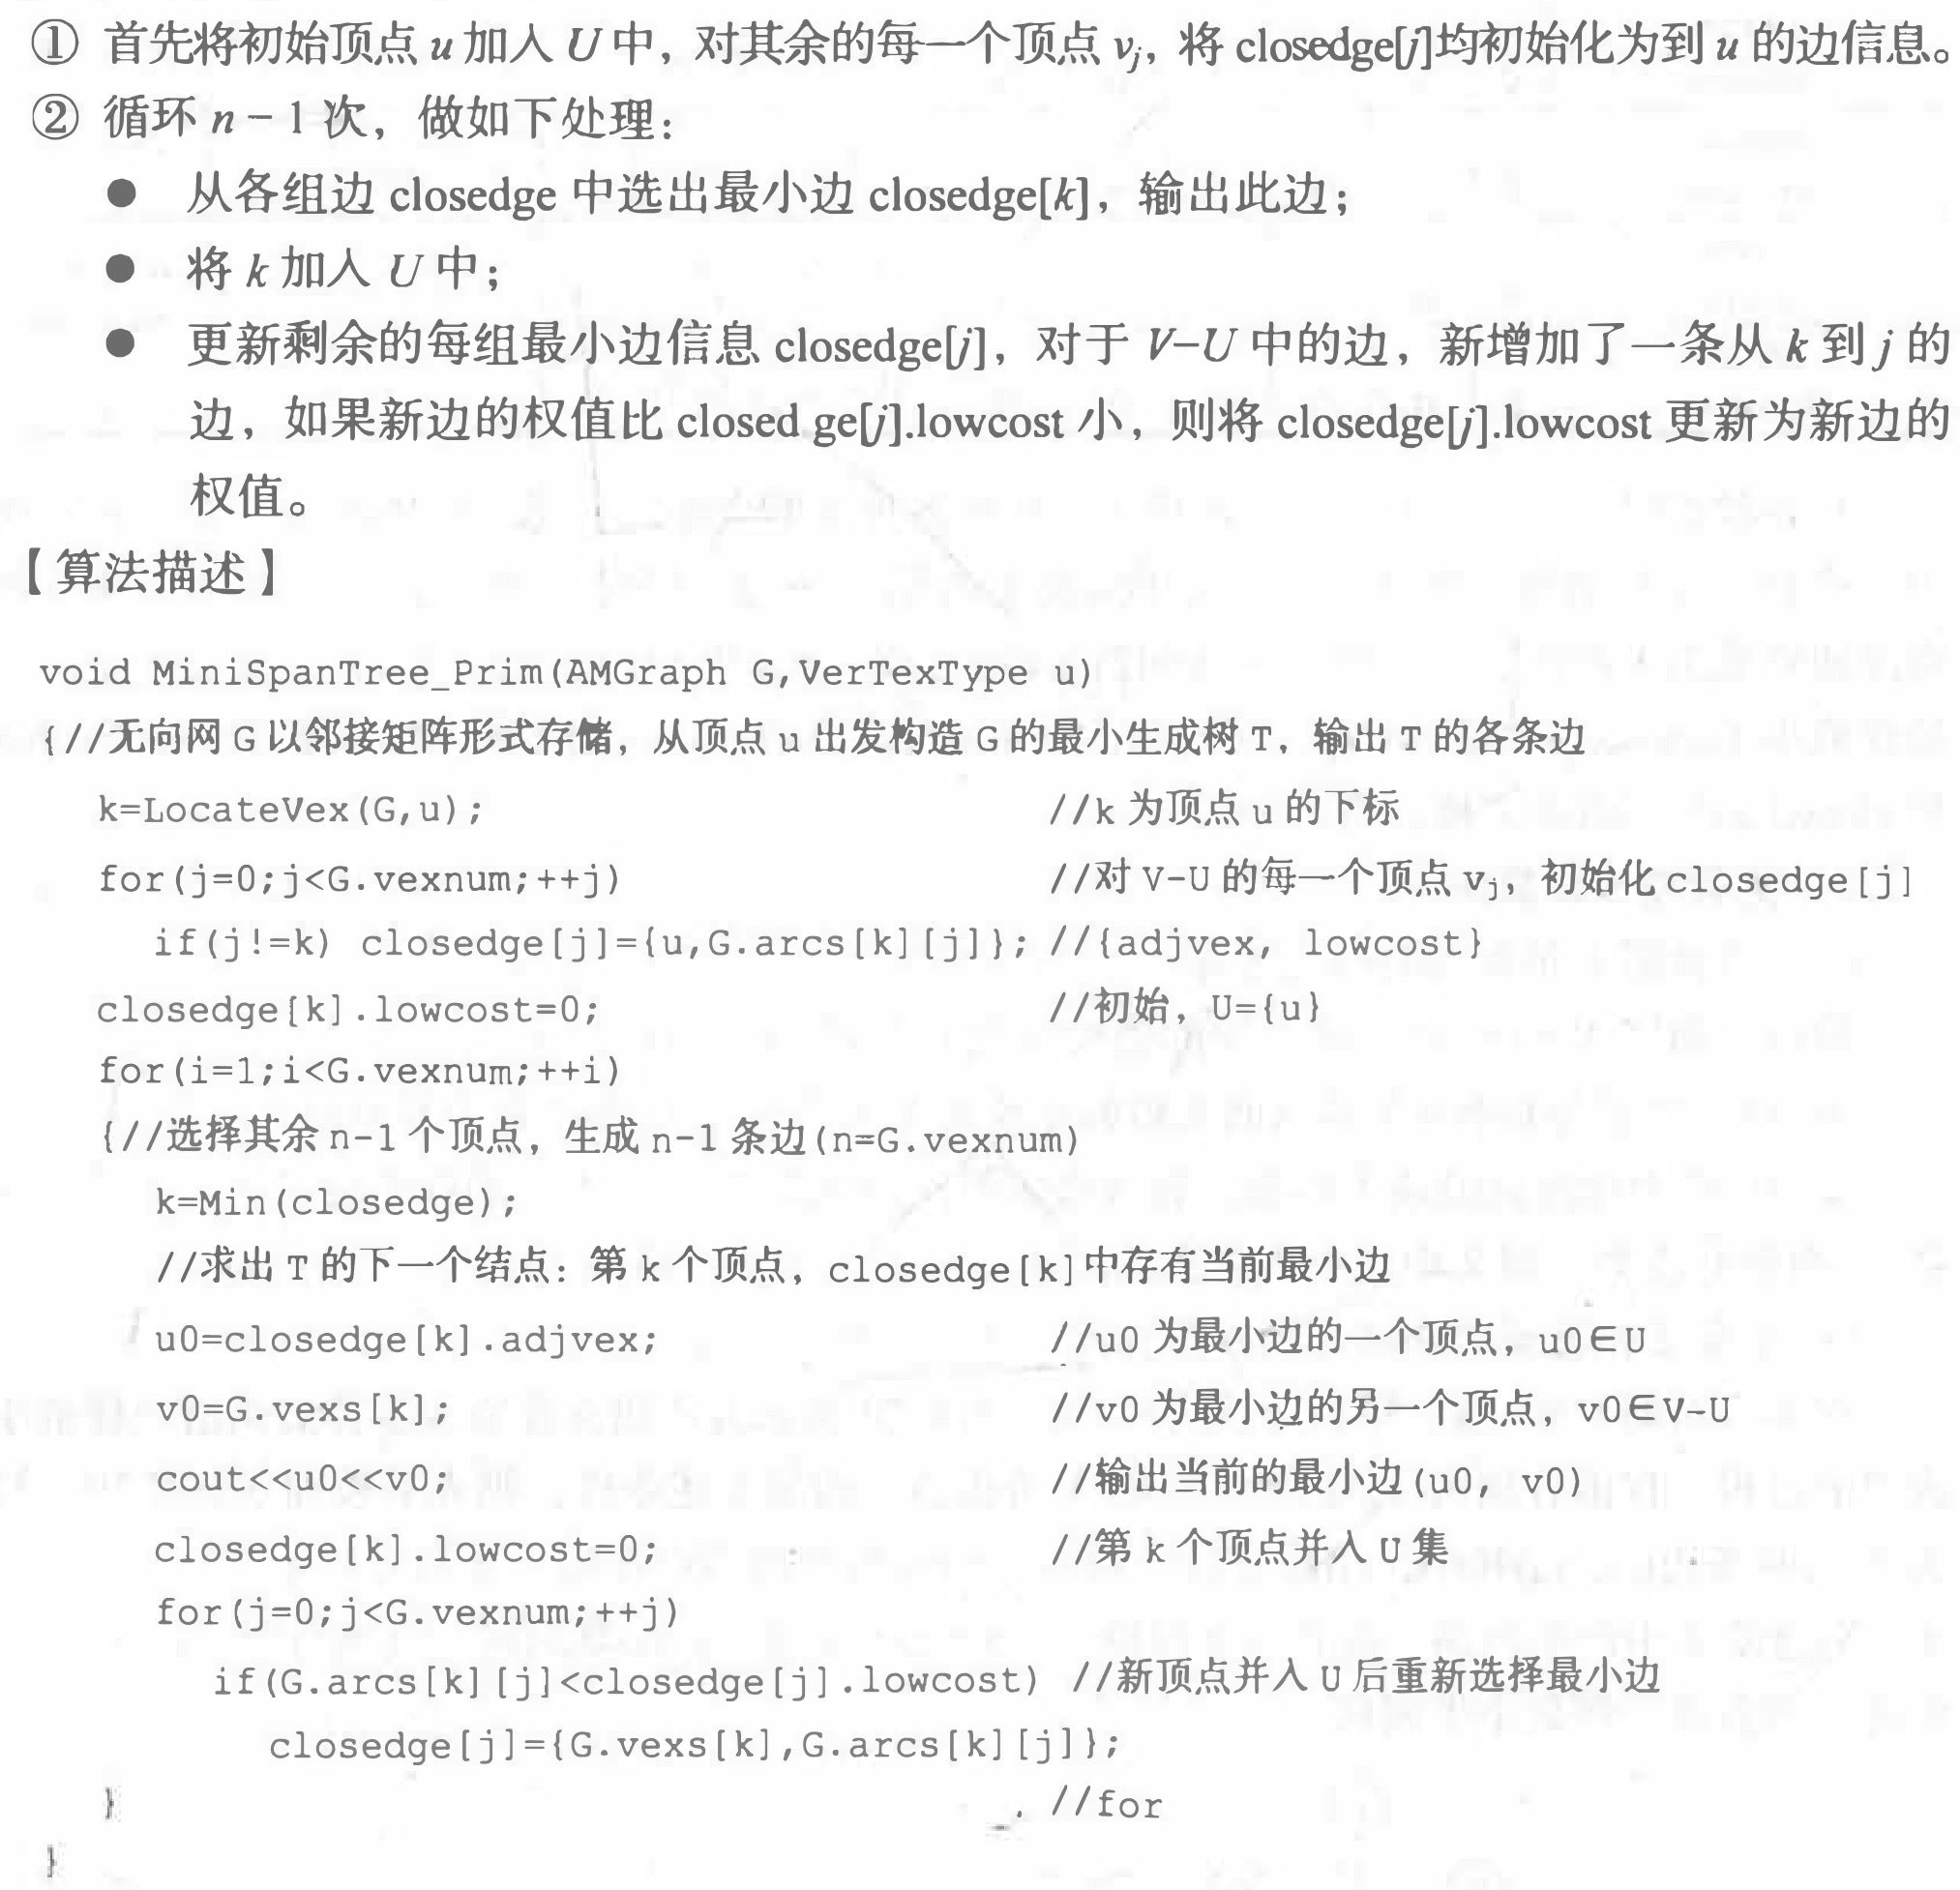 ① 首先将初始顶点 u 加入 U 中，对其余的每一个顶点 vj，将 closedge[j]均初始化为到 u 的边信息。
② 循环 n − 1 次，做如下处理：
● 从各组边 closedge 中选出最小边 closedge[k]，输出此边；
● 将 k 加入 U 中；
● 更新剩余的每组最小边信息 closedge[j]，对于 V−U 中的边，新增加了一条从 k 到 j 的
边，如果新边的权值比 closed ge[j].lowcost 小，则将 closedge[j].lowcost 更新为新边的
权值。
【算法描述】
void MiniSpanTree_Prim(AMGraph G,VerTexType u)
{//无向网 G 以邻接矩阵形式存储，从顶点 u 出发构造 G 的最小生成树 T，输出 T 的各条边
k=LocateVex(G,u); //k 为顶点 u 的下标
for(j=0;j<G.vexnum;++j) //对 V-U 的每一个顶点 vj，初始化 closedge[j]
if(j!=k) closedge[j]={u,G.arcs[k][j]}; //{adjvex, lowcost}
closedge[k].lowcost=0; //初始，U={u}
for(i=1;i<G.vexnum;++i)
{//选择其余 n-1 个顶点，生成 n-1 条边(n=G.vexnum)
k=Min(closedge);
//求出 T 的下一个结点：第 k 个顶点，closedge[k]中存有当前最小边
u0=closedge[k].adjvex; //u0 为最小边的一个顶点，u0∈U
v0=G.vexs[k]; //v0 为最小边的另一个顶点，v0∈V-U
cout<<u0<<v0; //输出当前的最小边(u0, v0)
closedge[k].lowcost=0; //第 k 个顶点并入 U 集
for(j=0;j<G.vexnum;++j)
if(G.arcs[k][j]<closedge[j].lowcost) //新顶点并入 U 后重新选择最小边
closedge[j]={G.vexs[k],G.arcs[k][j]};
} //for
}